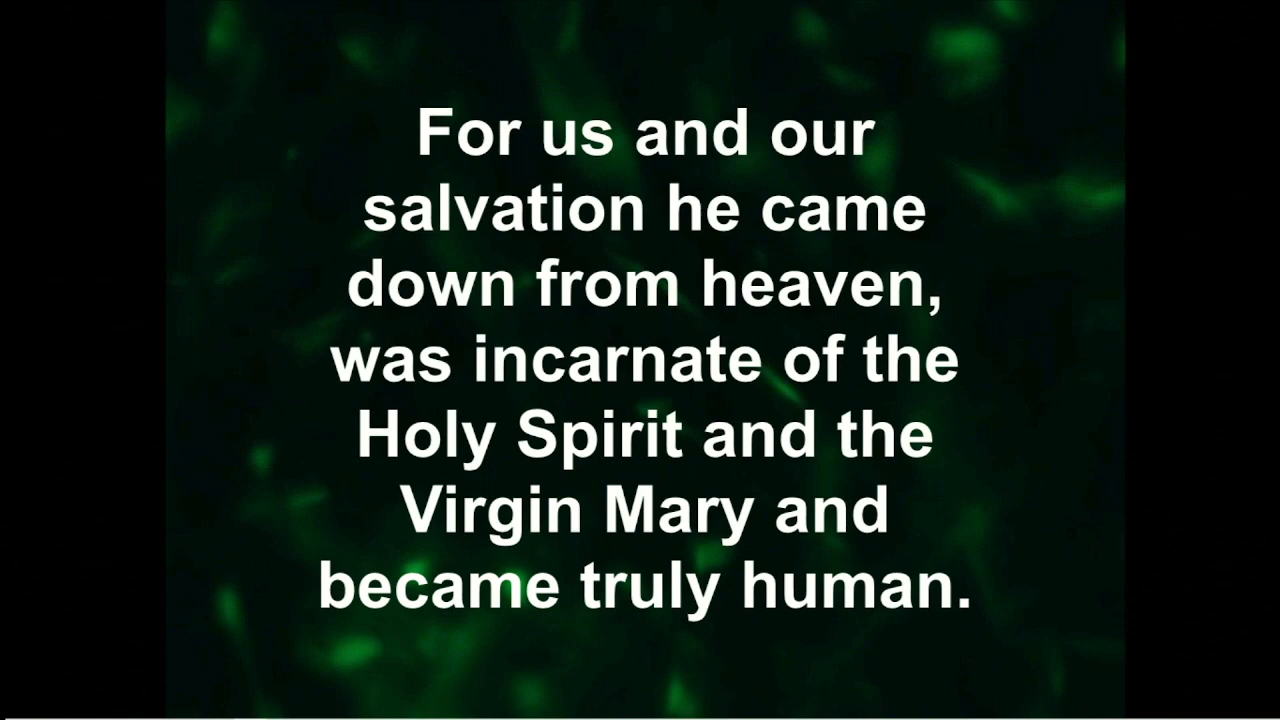 For us and our
salvation he came
down from heaven,
was incarnate of the
Holy Spirit and the
Virgin Mary and
became truly human.